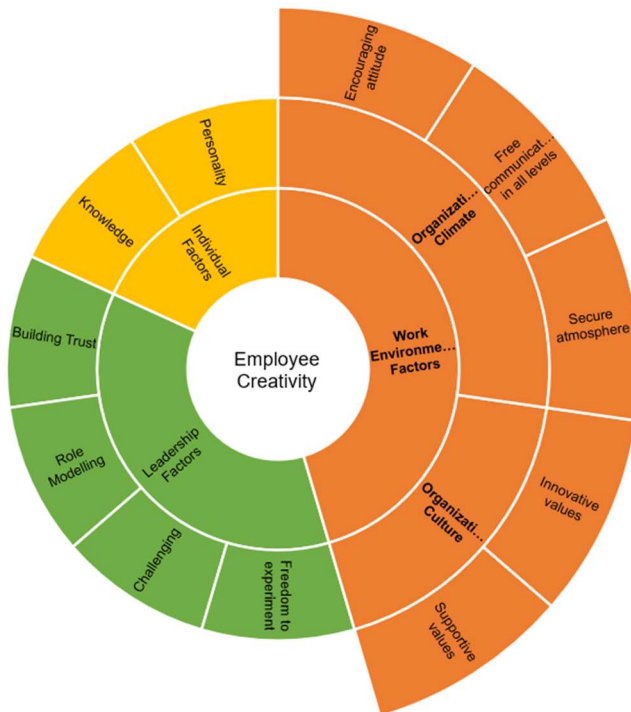 Employee
Creativity
Work
Environme...
Factors
Organizati...
Climate
Encouraging
attitude
Free
communicat...
in all levels
Secure
atmosphere
Organizati...
Culture
Innovative
values
Supportive
values
Leadership
Factors
Freedom to
experiment
Challenging
Role
Modelling
Building Trust
Individual
Factors
Knowledge
Personality